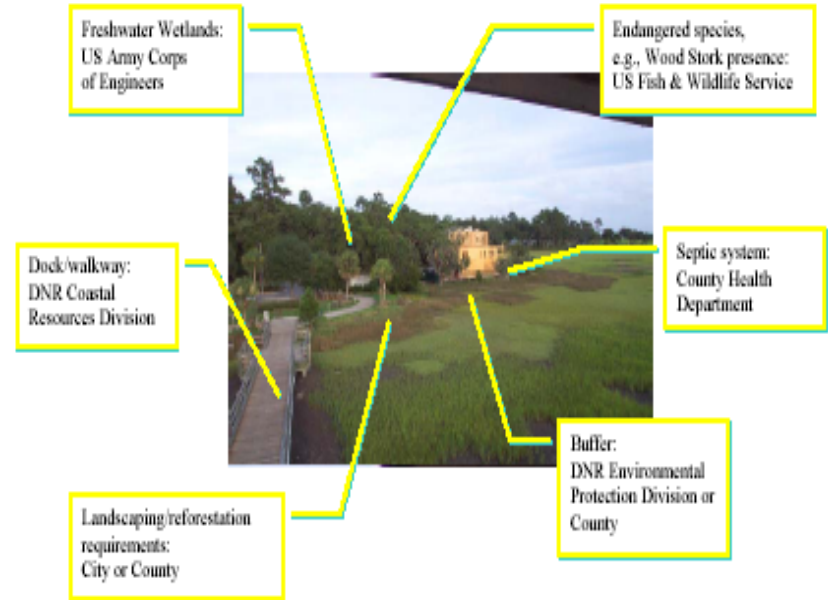 Freshwater Wetlands:
US Army Corps
of Engineers
Endangered species,
e.g., Wood Stork presence:
US Fish & Wildlife Service
Dock/walkway:
DNR Coastal
Resources Division
Septic system:
County Health
Department
Buffer:
DNR Environmental
Protection Division or
County
Landscaping/reforestation
requirements:
City or County